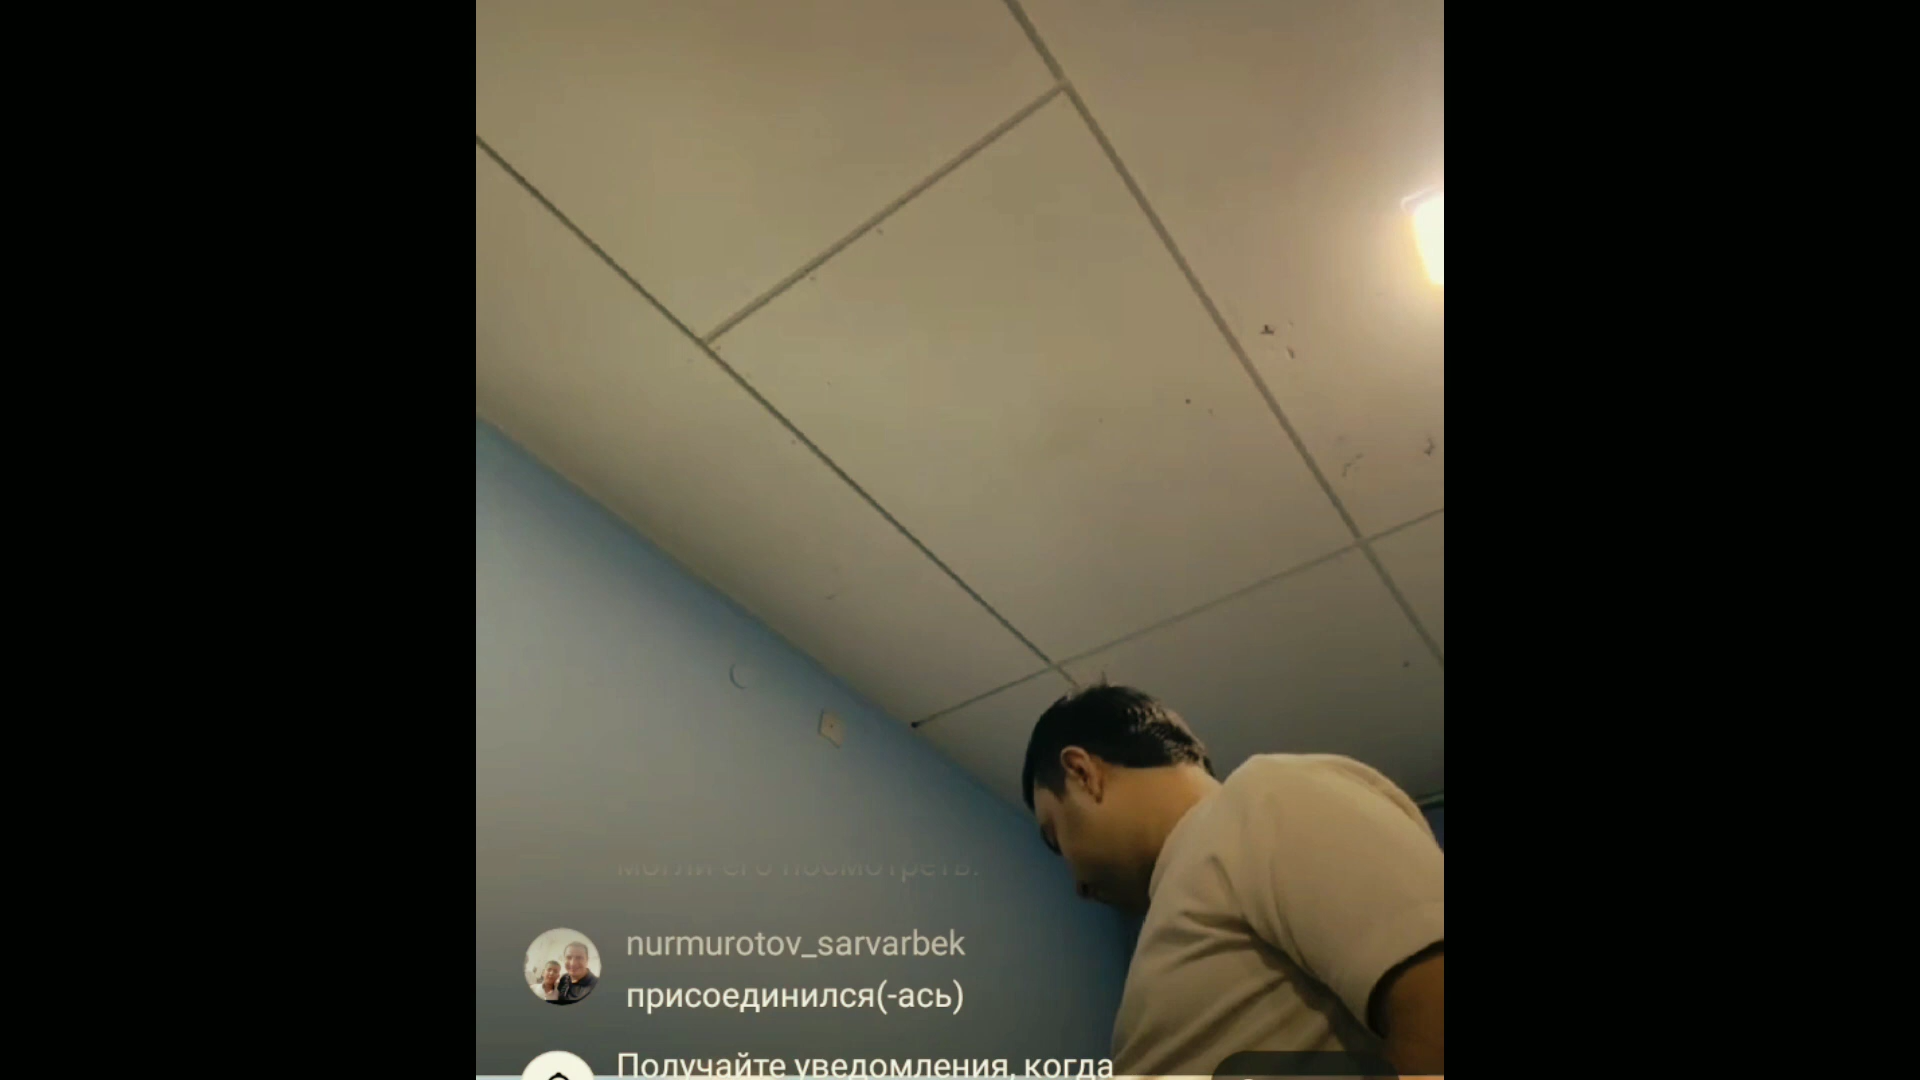 могли его посмотреть.
nurmurotov_sarvarbek
присоединился(-ась)
Получайте уведомления, когда